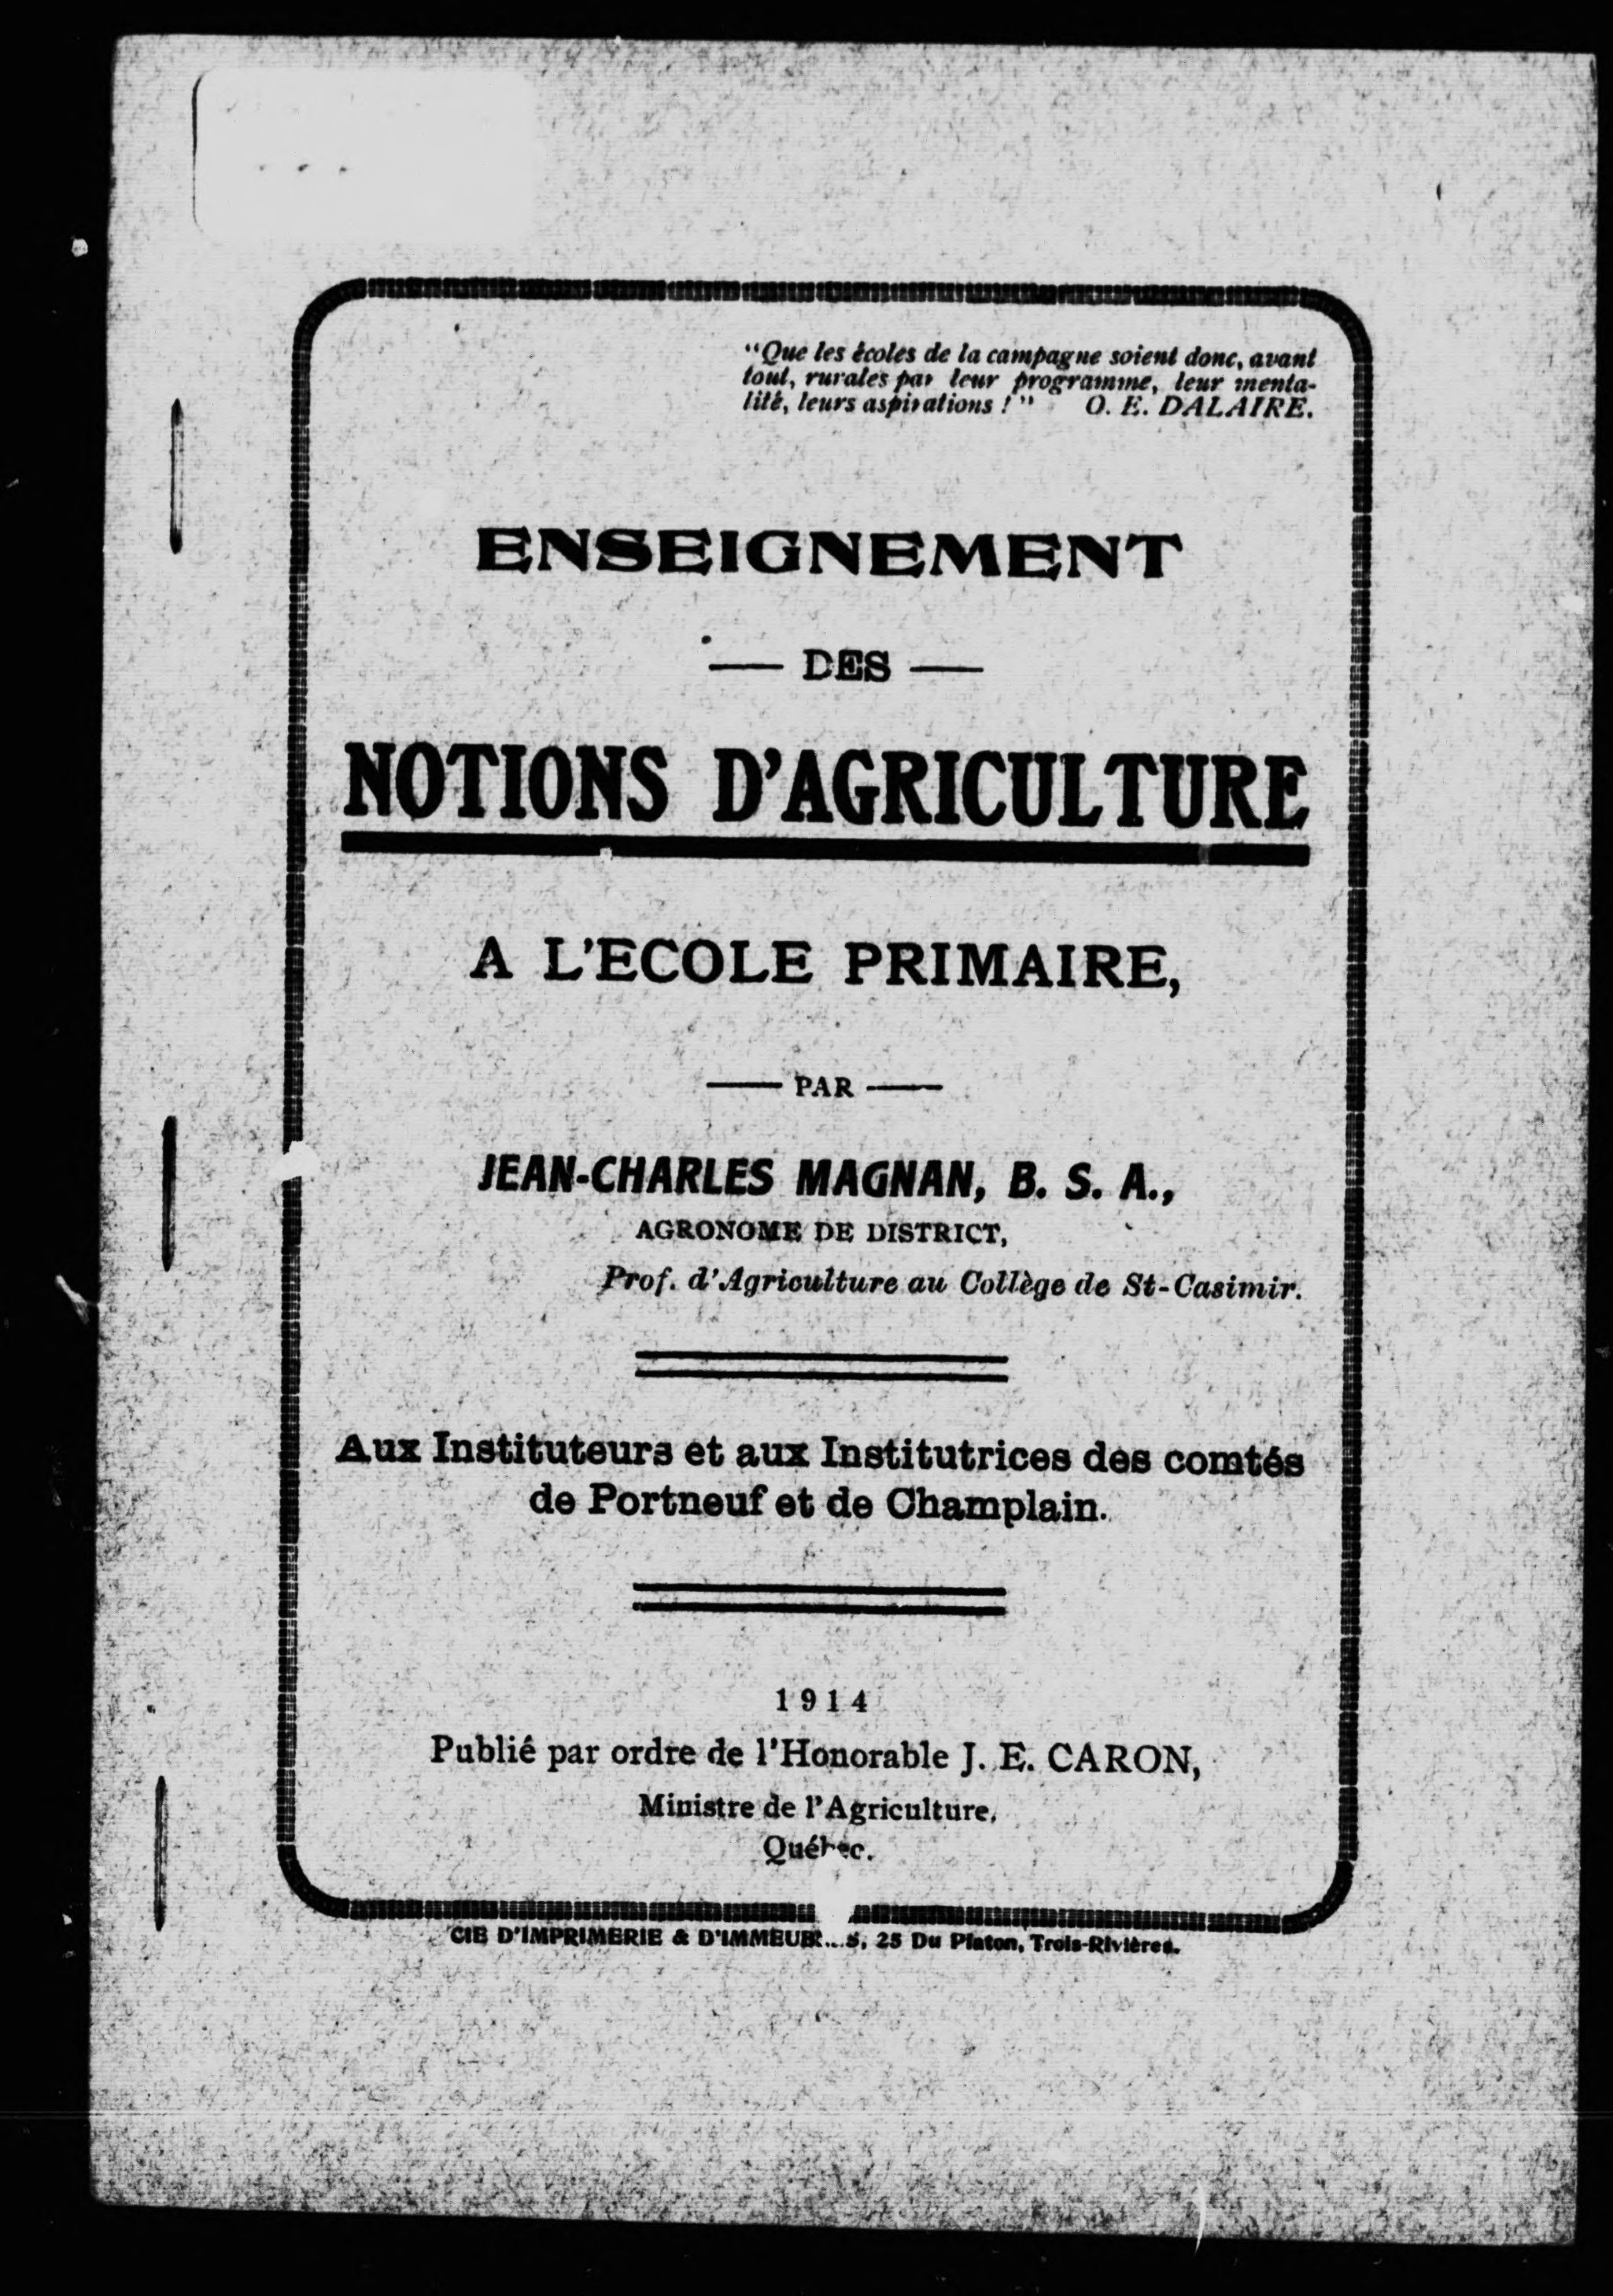 "Que les écoles de la campagne soient donc, avant
tout, rurales par leur programme, leur menta-
lité, leurs aspirations ! " O. E. DALAIRE.
ENSEIGNEMENT
— DES —
NOTIONS D'AGRICULTURE
A L'ECOLE PRIMAIRE,
— PAR —
JEAN-CHARLES MAGNAN, B. S. A.,
AGRONOME DE DISTRICT,
Prof. d'Agriculture au Collège de St-Casimir.
Aux Instituteurs et aux Institutrices des comtés
de Portneuf et de Champlain.
1914
Publié par ordre de l'Honorable J. E. CARON,
Ministre de l'Agriculture,
Québec.
CIE D'IMPRIMERIE & 25 Du Platon, Trois-Rivières.